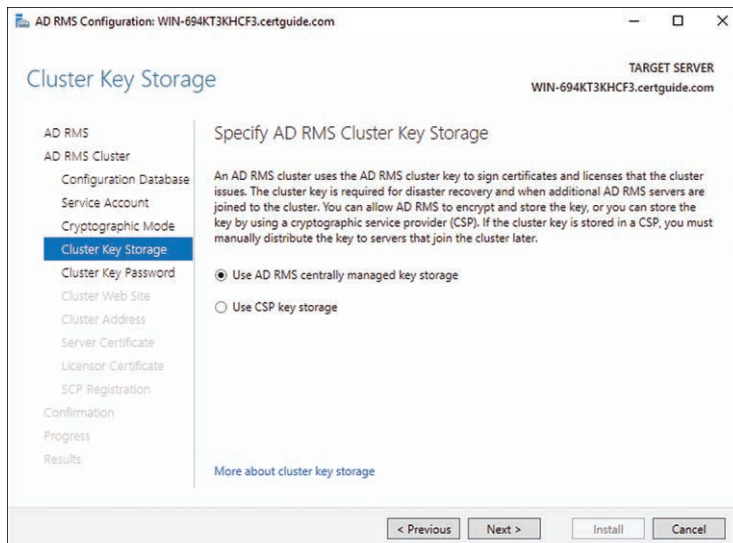 AD RMS Configuration: WIN-694KT3KHCF3.certguide.com
Cluster Key Storage
TARGET SERVER
WIN-694KT3KHCF3.certguide.com
AD RMS
AD RMS Cluster
Configuration Database
Service Account
Cryptographic Mode
Cluster Key Storage
Cluster Key Password
Cluster Web Site
Cluster Address
Server Certificate
Licensor Certificate
SCP Registration
Confirmation
Progress
Results
Specify AD RMS Cluster Key Storage
An AD RMS cluster uses the AD RMS cluster key to sign certificates and licenses that the cluster
issues. The cluster key is required for disaster recovery and when additional AD RMS servers are
joined to the cluster. You can allow AD RMS to encrypt and store the key, or you can store the
key by using a cryptographic service provider (CSP). If the cluster key is stored in a CSP, you must
manually distribute the key to servers that join the cluster later.
Use AD RMS centrally managed key storage
Use CSP key storage
More about cluster key storage
< Previous
Next >
Install
Cancel